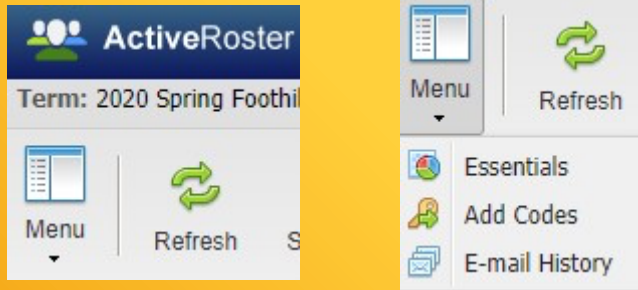 ActiveRoster
Term: 2020 Spring Foothil
Menu
Refresh
S
Menu
Refresh
Essentials
Add Codes
E-mail History